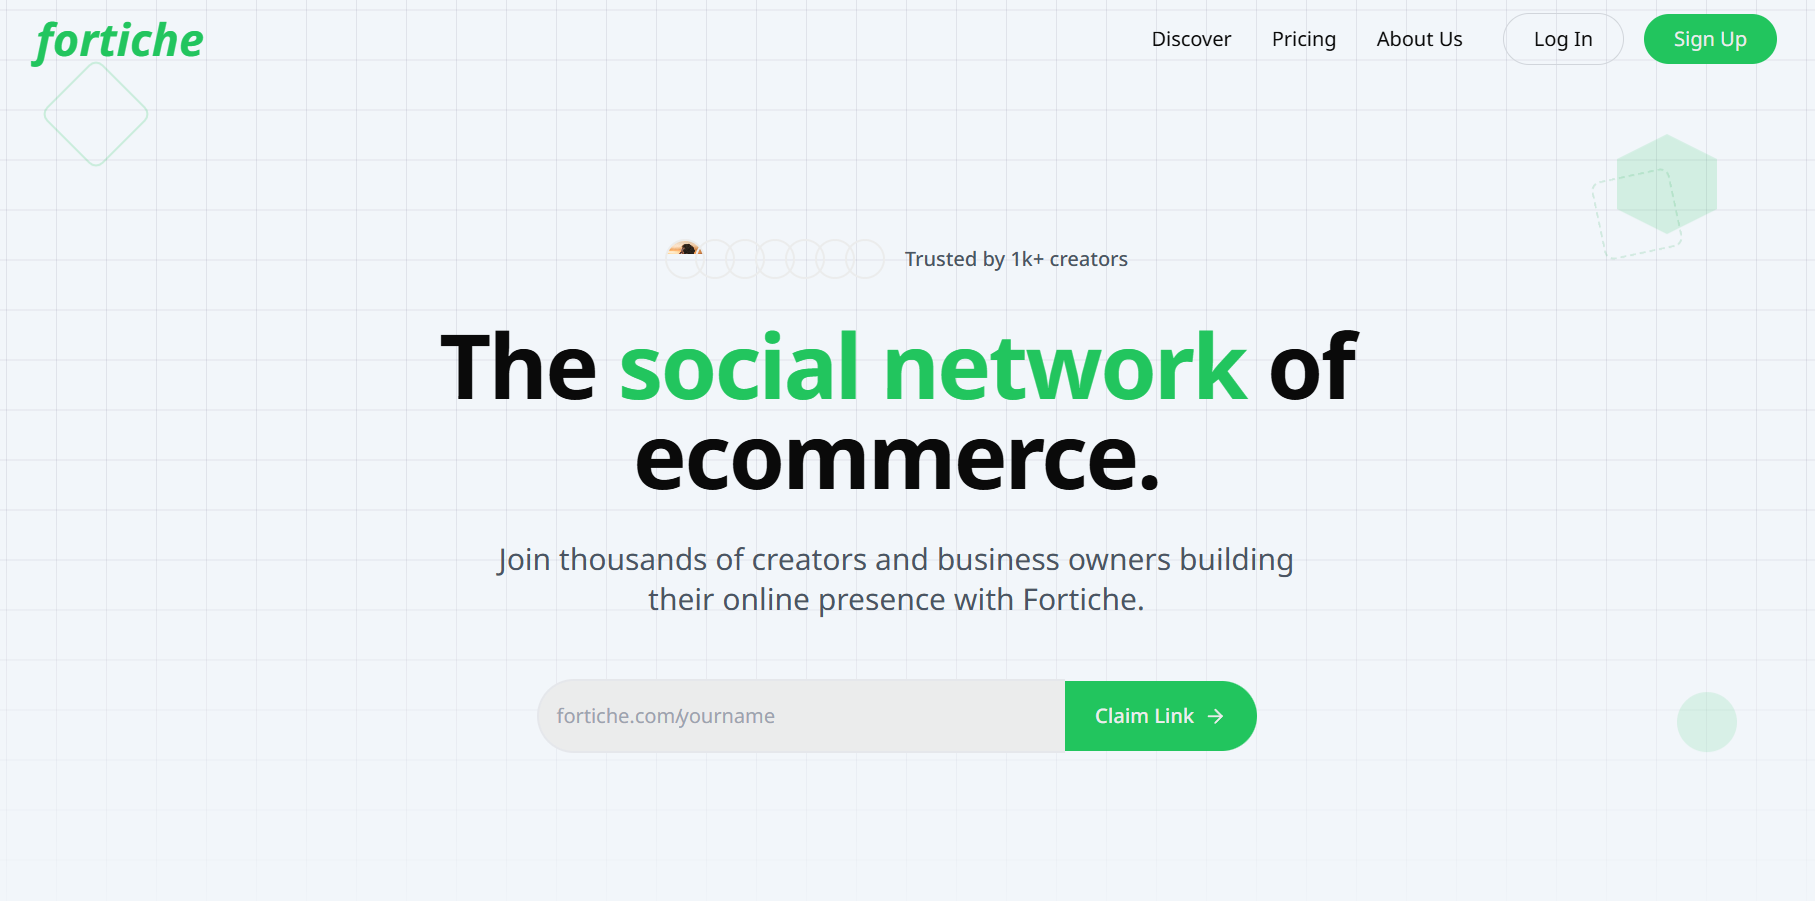 fortiche
Discover
Pricing
About Us
Log In
Sign Up
Trusted by 1k+ creators
The social network of
ecommerce.
Join thousands of creators and business owners building
their online presence with Fortiche.
fortiche.com/yourname
Claim Link →